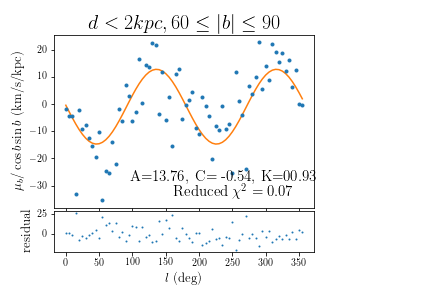 d < 2kpc, 60 ≤ |b| ≤ 90
μ_b/ cos b sin b (km/s/kpc)
20
10
0
−10
−20
−30
A=13.76, C= -0.54, K=00.93
Reduced χ² = 0.07
residual
25
0
0 50 100 150 200 250 300 350
l (deg)